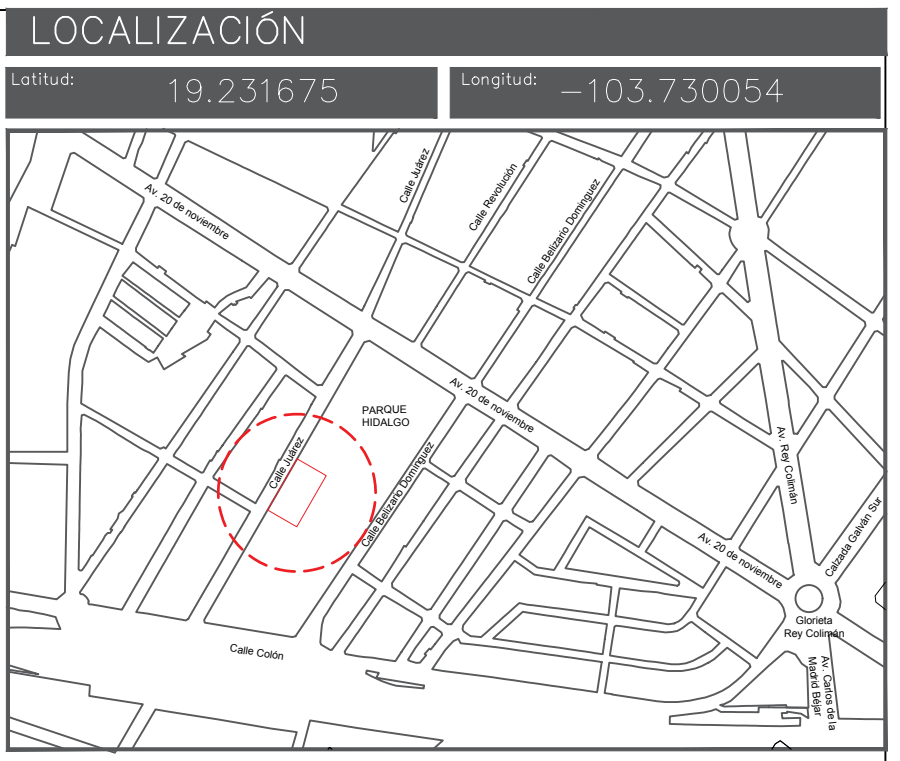 LOCALIZACIÓN
Latitud:
19.231675
Longitud:
-103.730054
Av. 20 de noviembre
Calle Juárez
Calle Revolución
Calle Belizario Dominguez
PARQUE
HIDALGO
Av. 20 de noviembre
Calle Juárez
Calle Belizario Dominguez
Av. Rey Colimán
Calzada Galván Sur
Av. 20 de noviembre
Glorieta
Rey Colimán
Calle Colón
Av. Carlos de la
Madrid Béjar